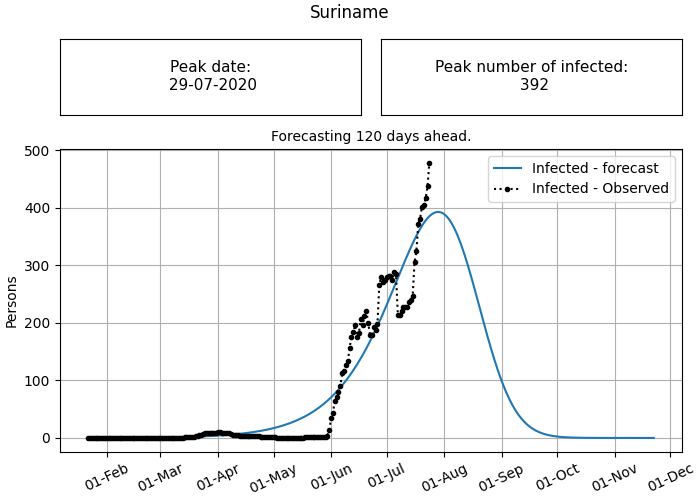 Suriname
Peak date:
29-07-2020
Peak number of infected:
392
Forecasting 120 days ahead.
500
400
300
200
100
0
Persons
Infected - forecast
Infected - Observed
01-Feb
01-Mar
01-Apr
01-May
01-Jun
01-Jul
01-Aug
01-Sep
01-Oct
01-Nov
01-Dec